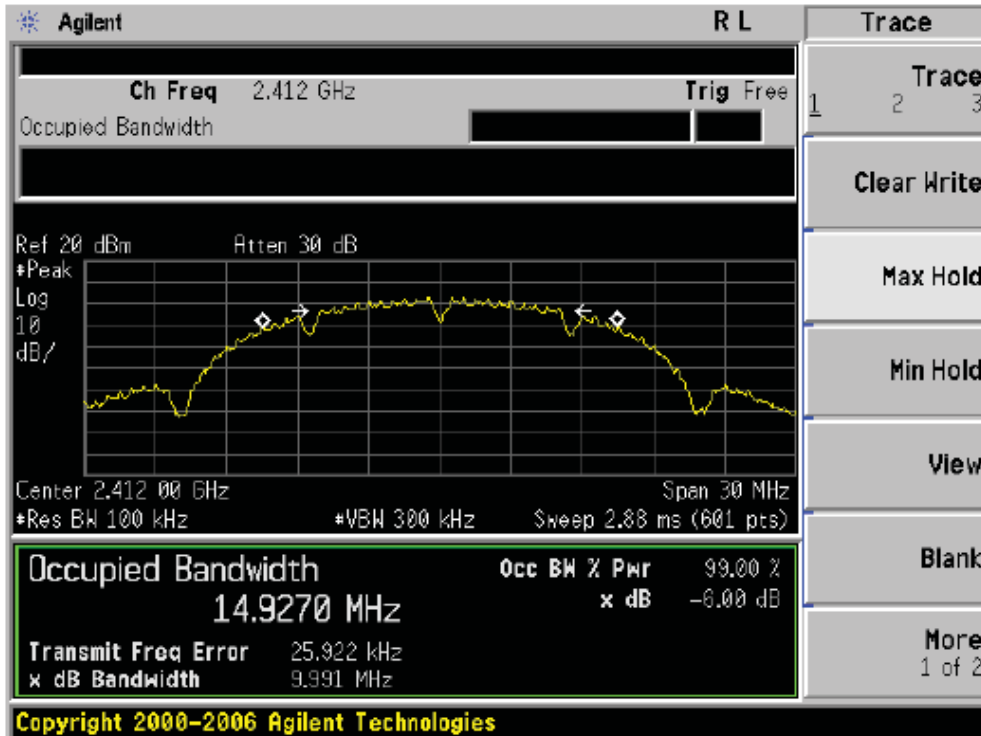 Agilent R L Trace
Ch Freq 2.412 GHz Trig Free
Occupied Bandwidth
Trace
1 2 3
Clear Write
Max Hold
Min Hold
View
Blank
More
1 of 2
Ref 20 dBm Atten 30 dB
#Peak
Log
10
dB/
Center 2.412 00 GHz Span 30 MHz
#Res BW 100 kHz #VBW 300 kHz Sweep 2.88 ms (601 pts)
Occupied Bandwidth Occ BW % Pwr 99.00 %
14.9270 MHz x dB -6.00 dB
Transmit Freq Error 25.922 kHz
x dB Bandwidth 9.991 MHz
Copyright 2000-2006 Agilent Technologies